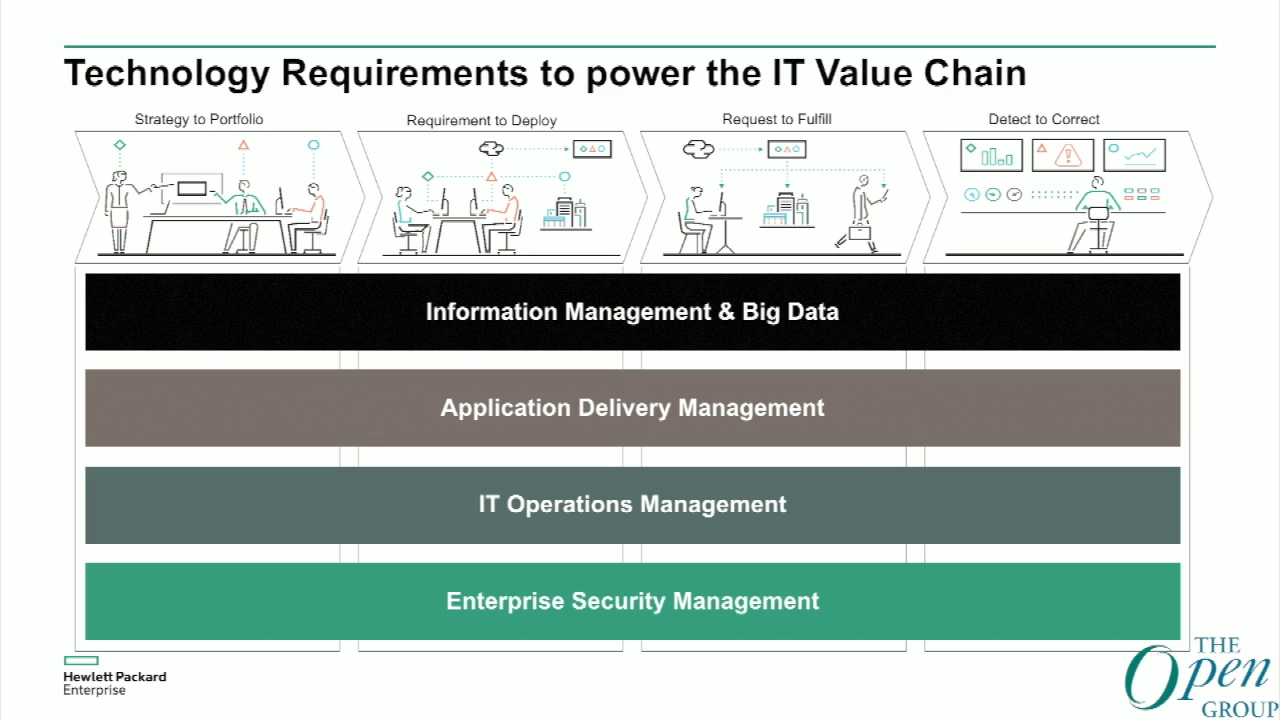 Technology Requirements to power the IT Value Chain
Strategy to Portfolio
Requirement to Deploy
Request to Fulfill
Detect to Correct
Information Management & Big Data
Application Delivery Management
IT Operations Management
Enterprise Security Management
Hewlett Packard
Enterprise
THE
Open
GROUP